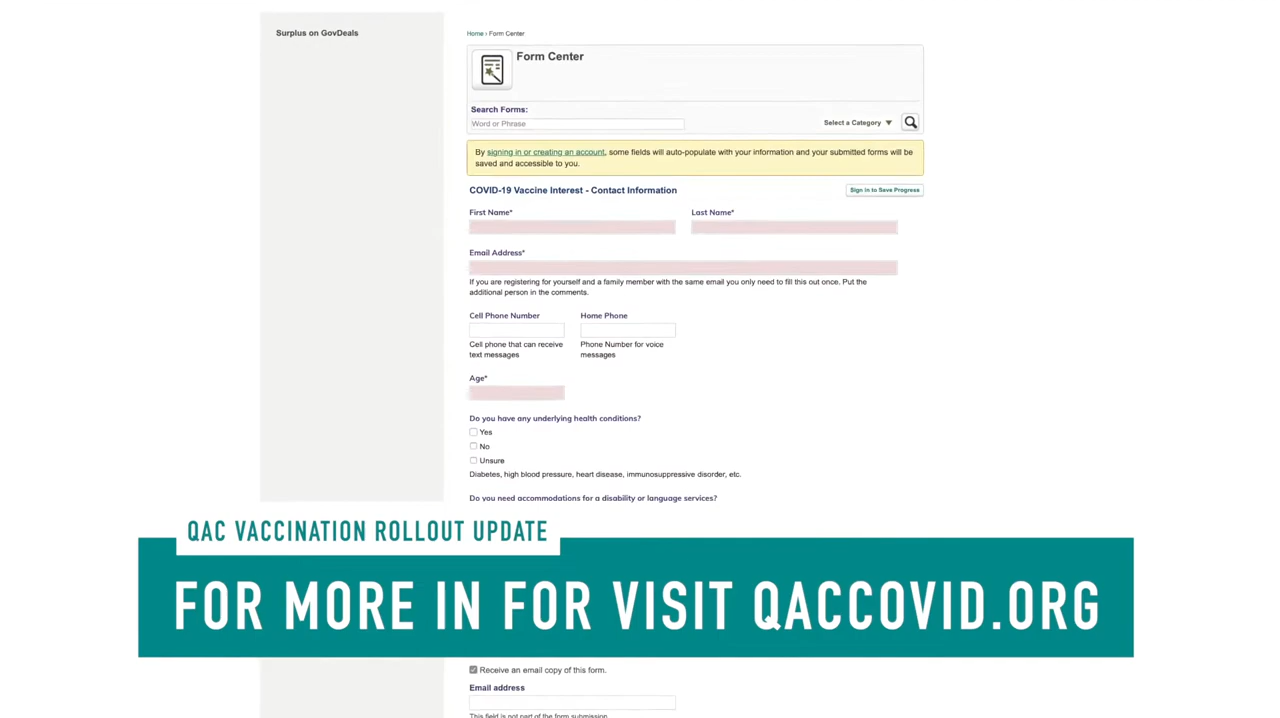 Surplus on GovDeals
Home › Form Center
Form Center
Search Forms:
Word or Phrase
Select a Category ▼
By signing in or creating an account, some fields will auto-populate with your information and your submitted forms will be
saved and accessible to you.
COVID-19 Vaccine Interest - Contact Information
Sign in to Save Progress
First Name* Last Name*
Email Address*
If you are registering for yourself and a family member with the same email you only need to fill this out once. Put the
additional person in the comments.
Cell Phone Number Home Phone
Cell phone that can receive
text messages
Phone Number for voice
messages
Age*
Do you have any underlying health conditions?
Yes
No
Unsure
Diabetes, high blood pressure, heart disease, immunosuppressive disorder, etc.
Do you need accommodations for a disability or language services?
QAC VACCINATION ROLLOUT UPDATE
FOR MORE IN FOR VISIT QACCOVID.ORG
Receive an email copy of this form.
Email address
This field is not part of the form submission.